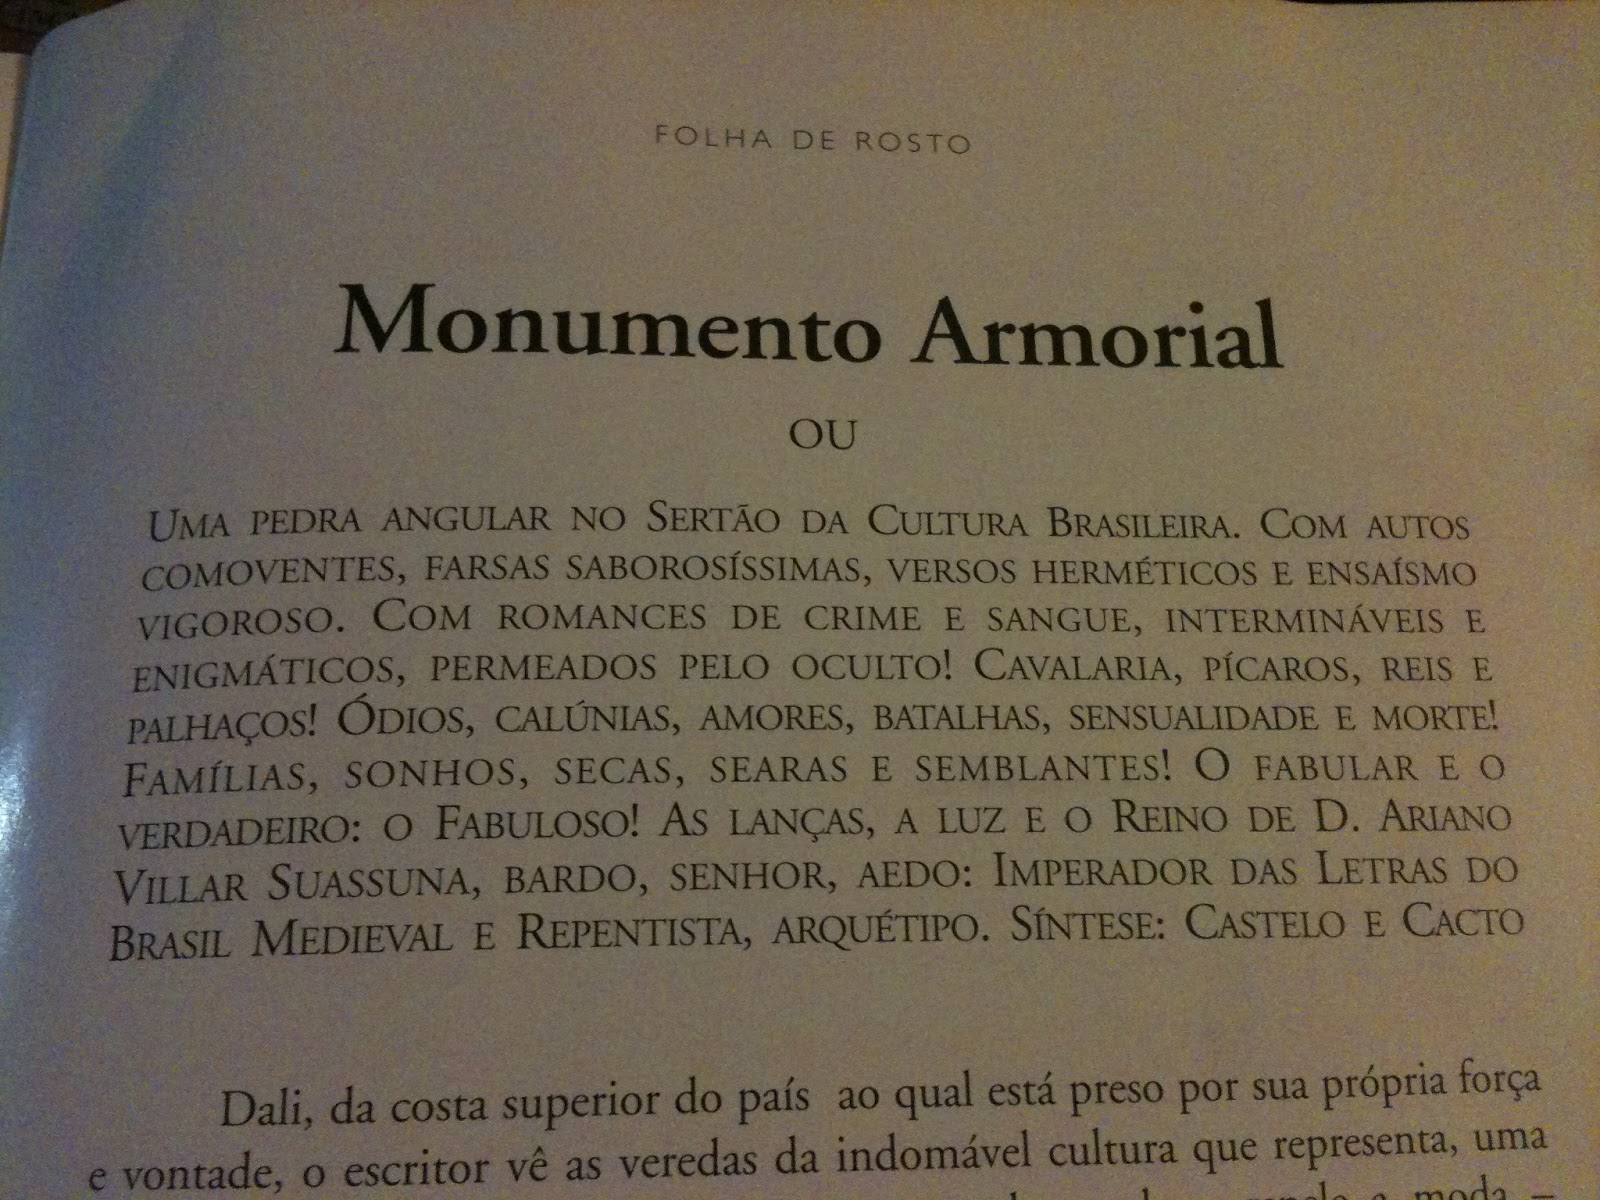 FOLHA DE ROSTO
Monumento Armorial
OU
UMA PEDRA ANGULAR NO SERTÃO DA CULTURA BRASILEIRA. COM AUTOS
COMOVENTES, FARSAS SABOROSÍSSIMAS, VERSOS HERMÉTICOS E ENSAÍSMO
VIGOROSO. COM ROMANCES DE CRIME E SANGUE, INTERMINÁVEIS E
ENIGMÁTICOS, PERMEADOS PELO OCULTO! CAVALARIA, PÍCAROS, REIS E
PALHAÇOS! ÓDIOS, CALÚNIAS, AMORES, BATALHAS, SENSUALIDADE E MORTE!
FAMÍLIAS, SONHOS, SECAS, SEARAS E SEMBLANTES! O FABULAR E O
VERDADEIRO: O FABULOSO! AS LANÇAS, A LUZ E O REINO DE D. ARIANO
VILLAR SUASSUNA, BARDO, SENHOR, AEDO: IMPERADOR DAS LETRAS DO
BRASIL MEDIEVAL E REPENTISTA, ARQUÉTIPO. SÍNTESE: CASTELO E CACTO
Dali, da costa superior do país ao qual está preso por sua própria força
e vontade, o escritor vê as veredas da indomável cultura que representa, uma
e moda –